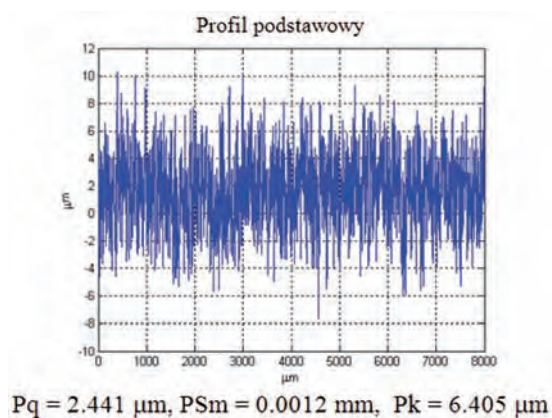 Profil podstawowy
12
10
8
6
4
2
0
-2
-4
-6
-8
-10
µm
0 1000 2000 3000 4000 5000 6000 7000 8000
µm
Pq = 2.441 µm, PSm = 0.0012 mm, Pk = 6.405 µm